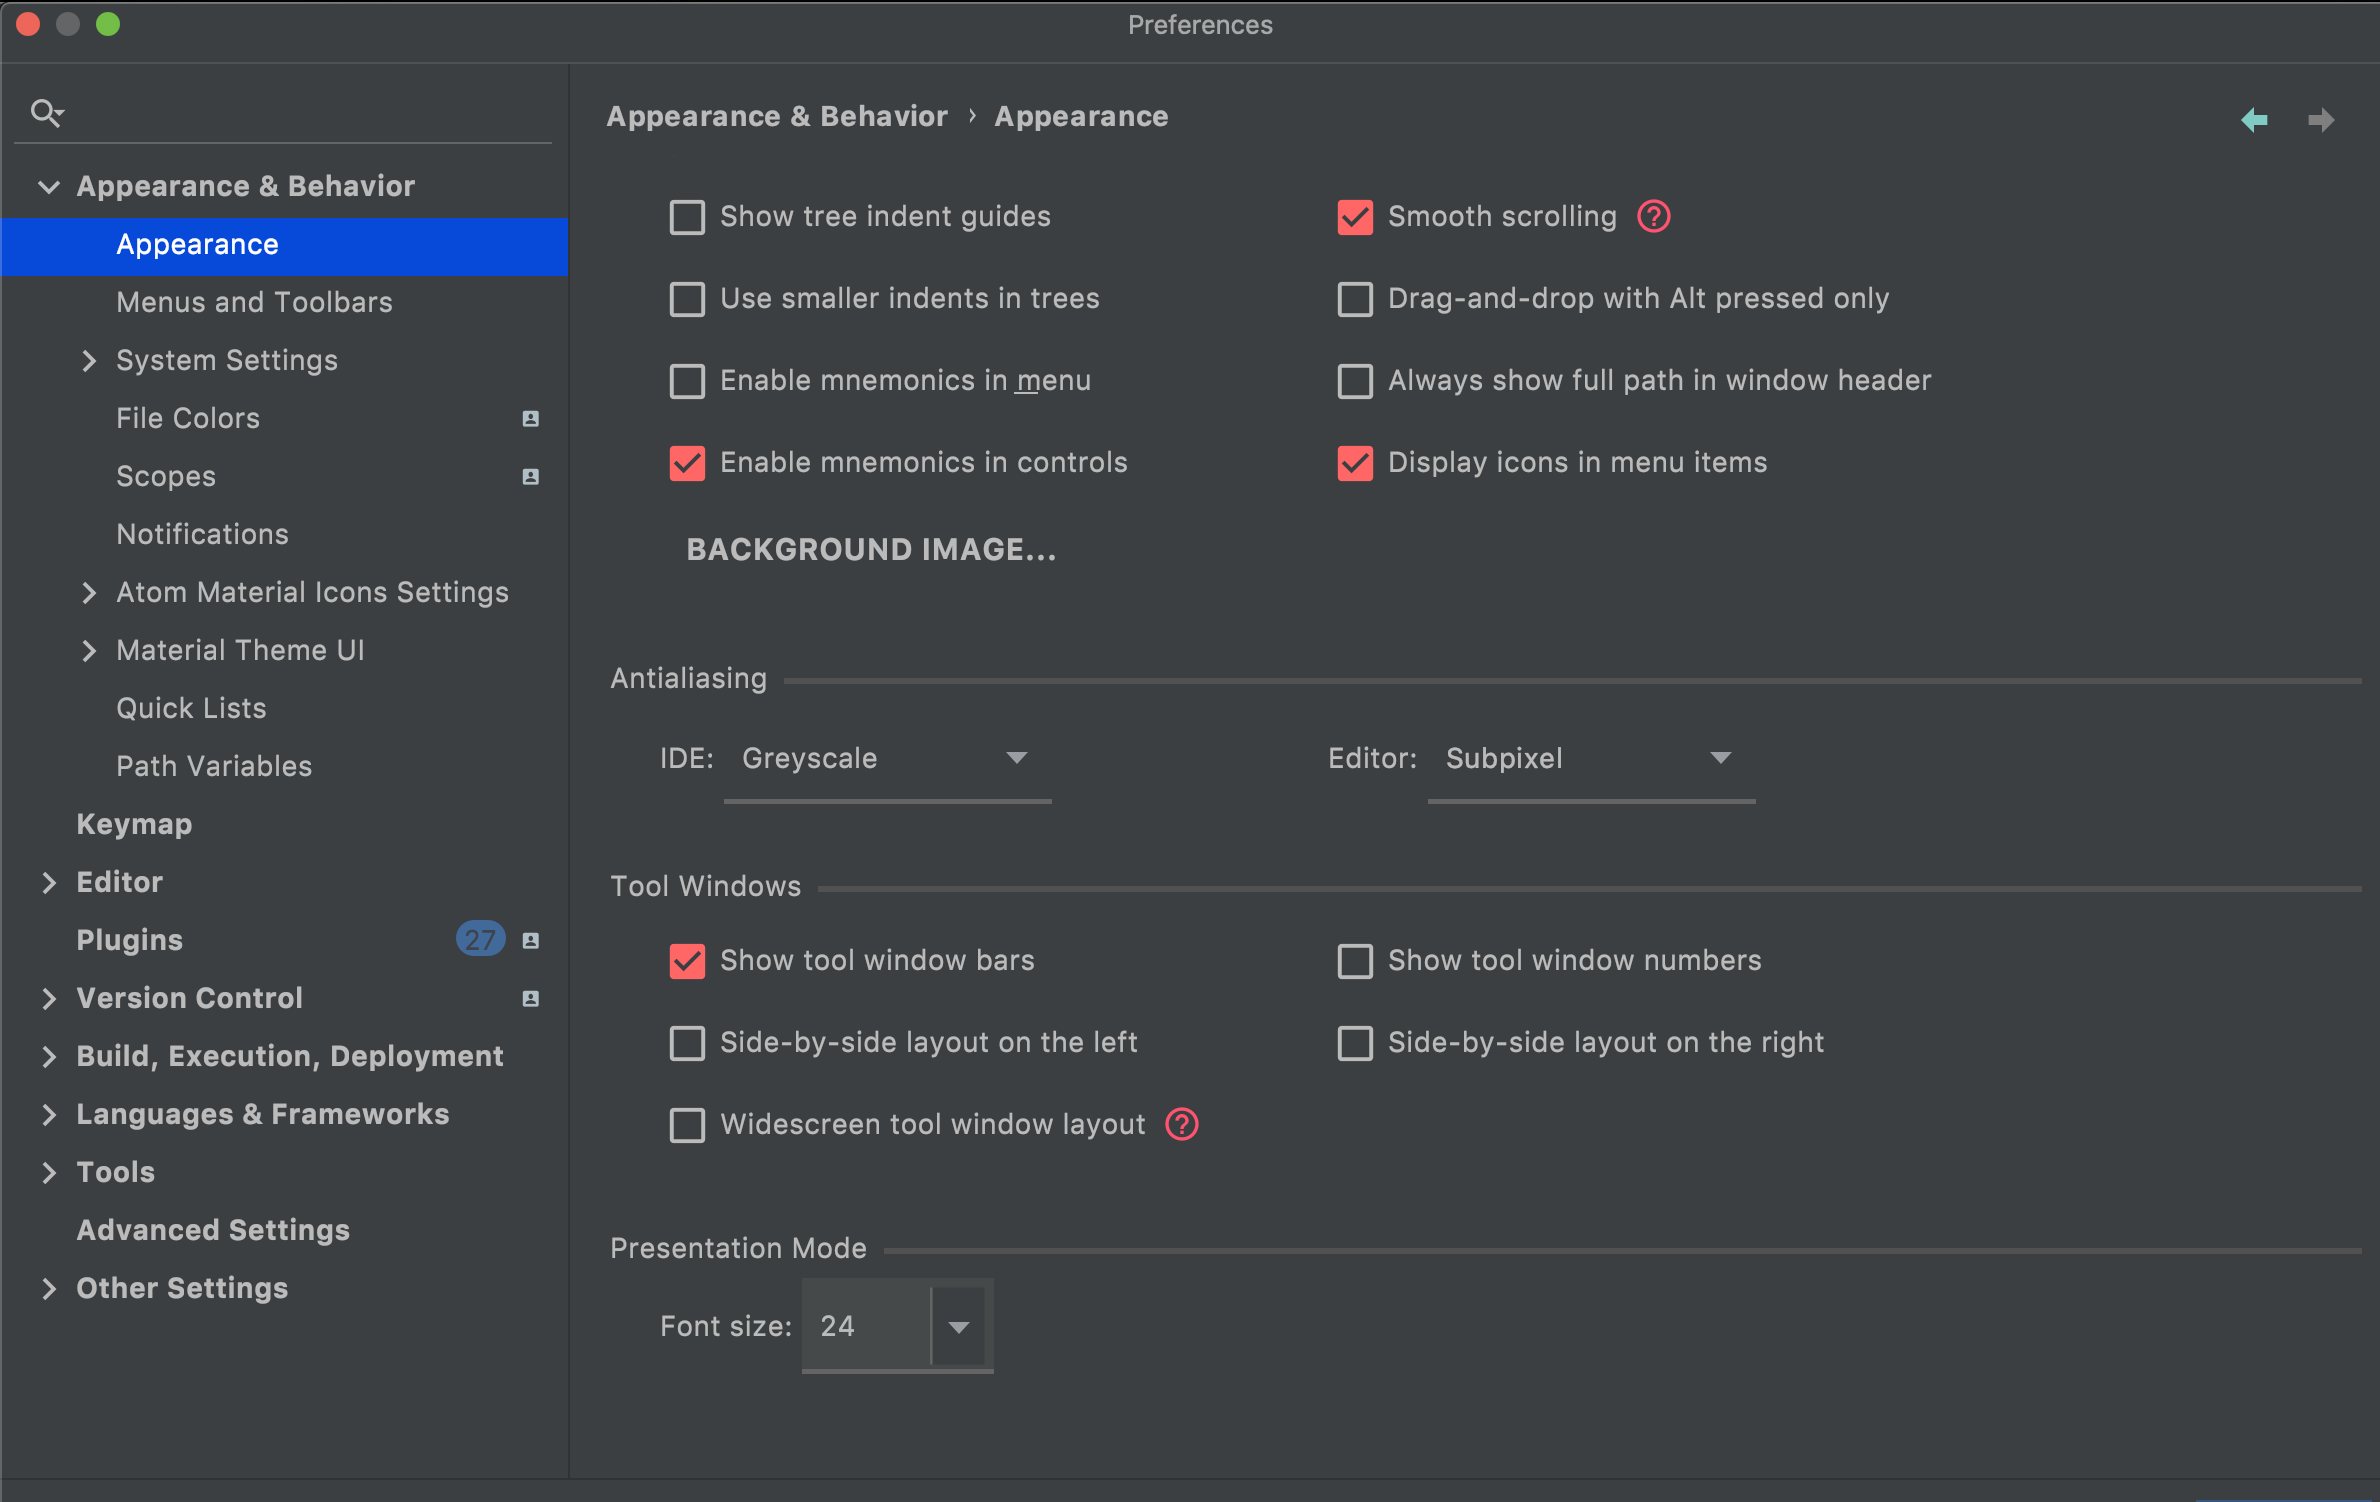 Preferences
Appearance & Behavior
Appearance
Menus and Toolbars
System Settings
File Colors
Scopes
Notifications
Atom Material Icons Settings
Material Theme UI
Quick Lists
Path Variables
Keymap
Editor
Plugins 27
Version Control
Build, Execution, Deployment
Languages & Frameworks
Tools
Advanced Settings
Other Settings
Appearance & Behavior › Appearance
Show tree indent guides
Smooth scrolling ?
Use smaller indents in trees
Drag-and-drop with Alt pressed only
Enable mnemonics in menu
Always show full path in window header
Enable mnemonics in controls
Display icons in menu items
BACKGROUND IMAGE...
Antialiasing
IDE: Greyscale
Editor: Subpixel
Tool Windows
Show tool window bars
Show tool window numbers
Side-by-side layout on the left
Side-by-side layout on the right
Widescreen tool window layout ?
Presentation Mode
Font size: 24